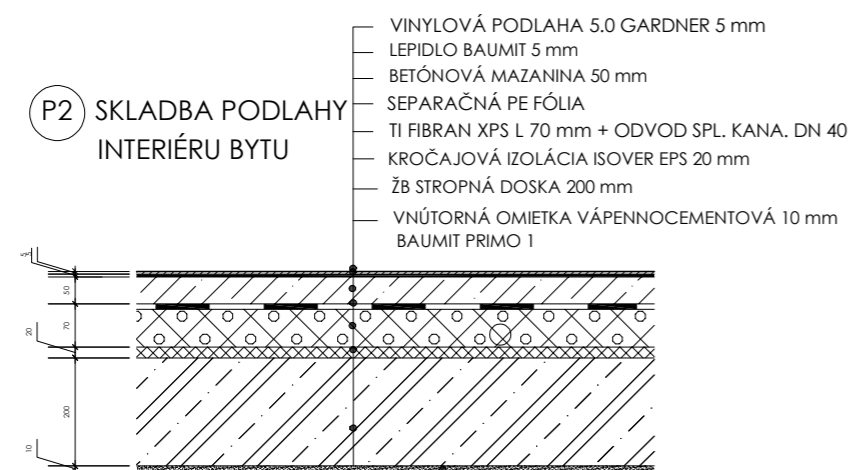 VINYLOVÁ PODLAHA 5.0 GARDNER 5 mm
LEPIDLO BAUMIT 5 mm
BETÓNOVÁ MAZANINA 50 mm
SEPARAČNÁ PE FÓLIA
TI FIBRAN XPS L 70 mm + ODVOD SPL. KANA. DN 40
KROČAJOVÁ IZOLÁCIA ISOVER EPS 20 mm
ŽB STROPNÁ DOSKA 200 mm
VNÚTORNÁ OMIETKA VÁPENNOCEMENTOVÁ 10 mm
BAUMIT PRIMO 1
P2 SKLADBA PODLAHY
INTERIÉRU BYTU
50
70
20
200
10